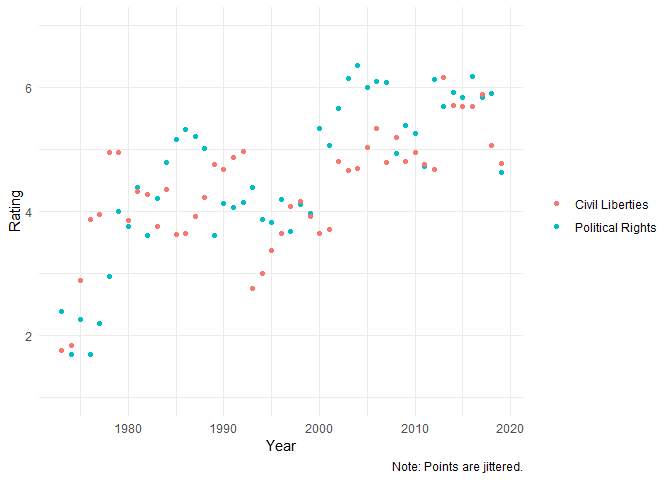 6
4
2
Rating
1980
1990
2000
2010
2020
Year
Civil Liberties
Political Rights
Note: Points are jittered.